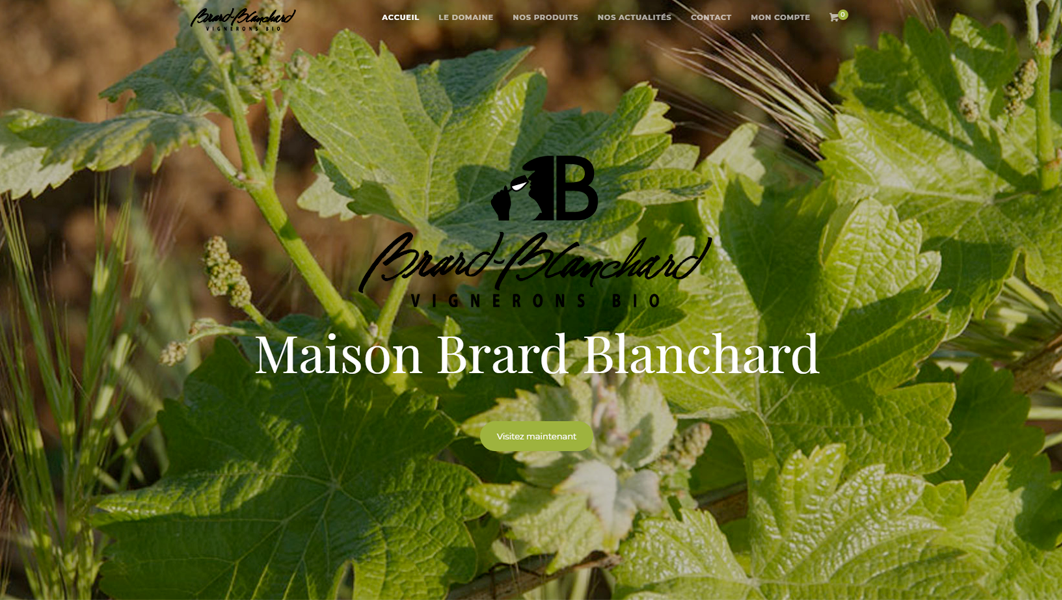 Brard-Blanchard
VIGNERONS BIO
ACCUEIL LE DOMAINE NOS PRODUITS NOS ACTUALITÉS CONTACT MON COMPTE 0
B
Brard-Blanchard
VIGNERONS BIO
Maison Brard Blanchard
Visitez maintenant